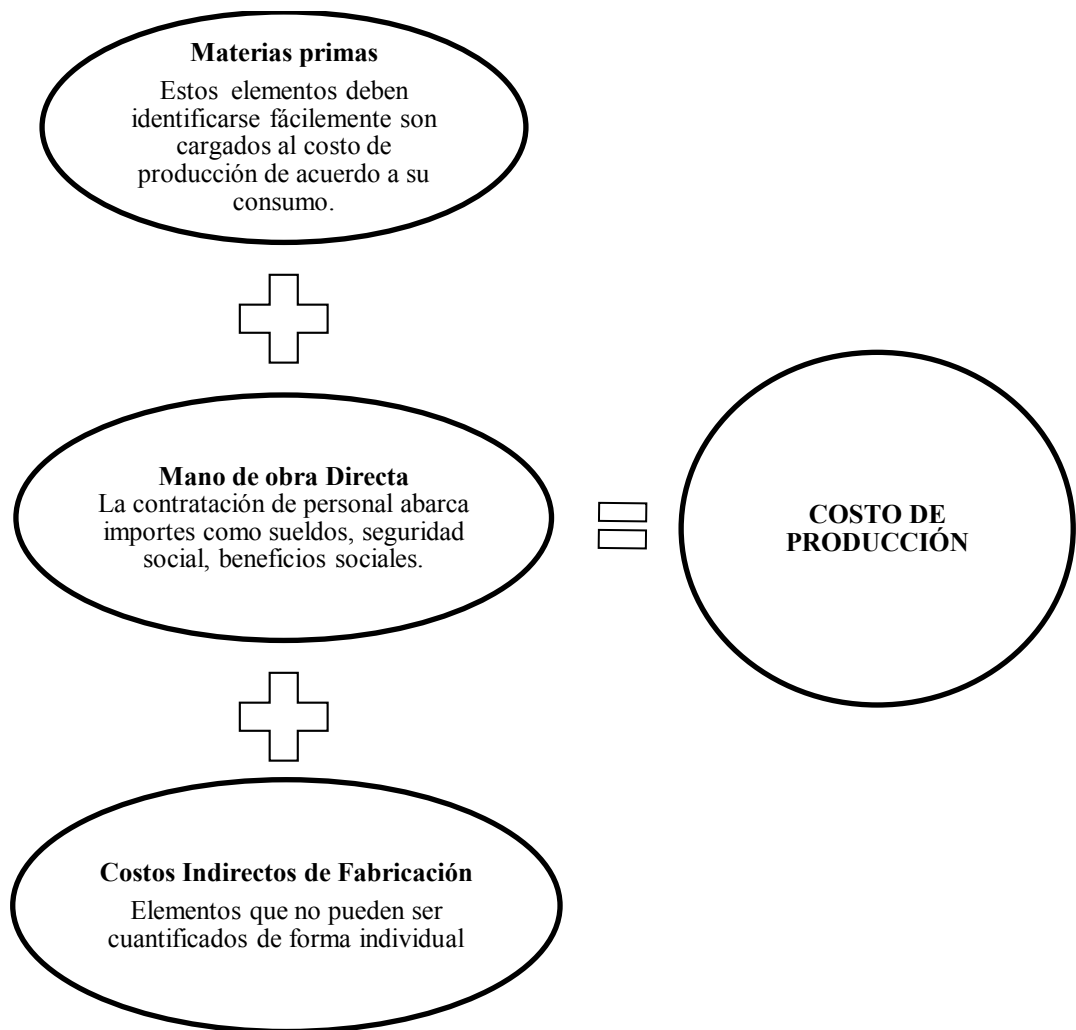 Materias primas
Estos elementos deben
identificarse fácilmente son
cargados al costo de
producción de acuerdo a su
consumo.
Mano de obra Directa
La contratación de personal abarca
importes como sueldos, seguridad
social, beneficios sociales.
COSTO DE
PRODUCCIÓN
Costos Indirectos de Fabricación
Elementos que no pueden ser
cuantificados de forma individual